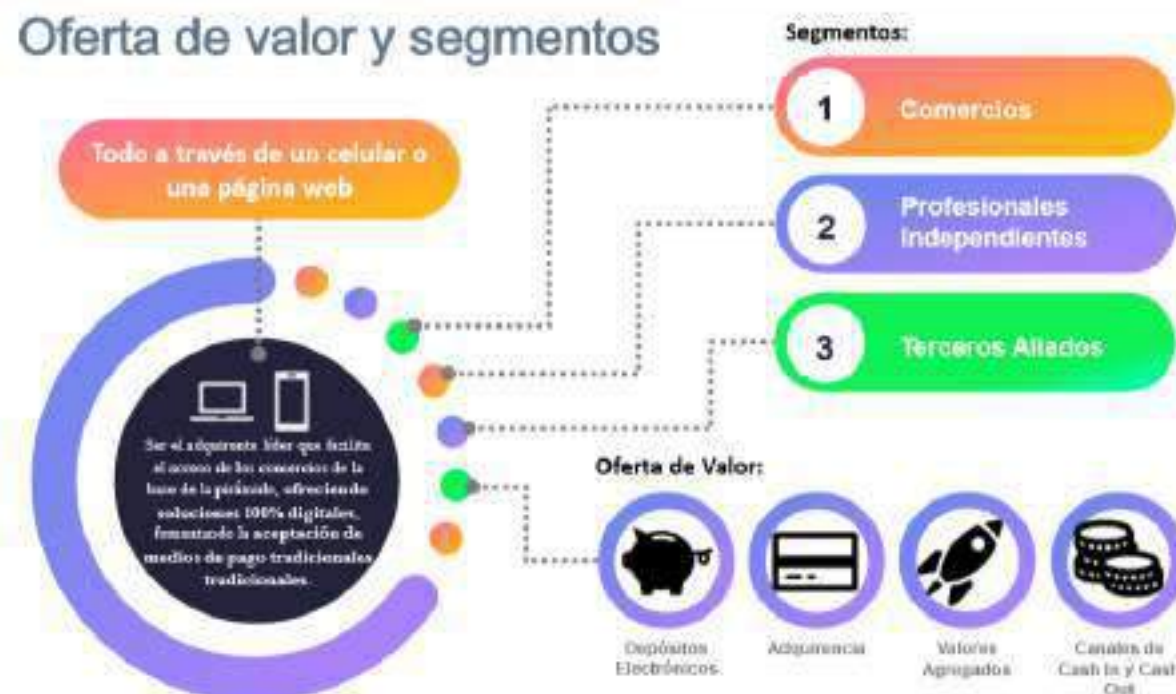 Oferta de valor y segmentos
Todo a través de un celular o
una página web
Ser el adquirente líder que facilita
el acceso de los comercios de la
base de la pirámide, ofreciendo
soluciones 100% digitales,
fomentando la aceptación de
medios de pago tradicionales
tradicionales.
Segmentos:
1
Comercios
2
Profesionales
Independientes
3
Terceros Aliados
Oferta de Valor:
Depósitos
Electrónicos
Adquirencia
Valores
Agregados
Canales de
Cash In y Cash
Out